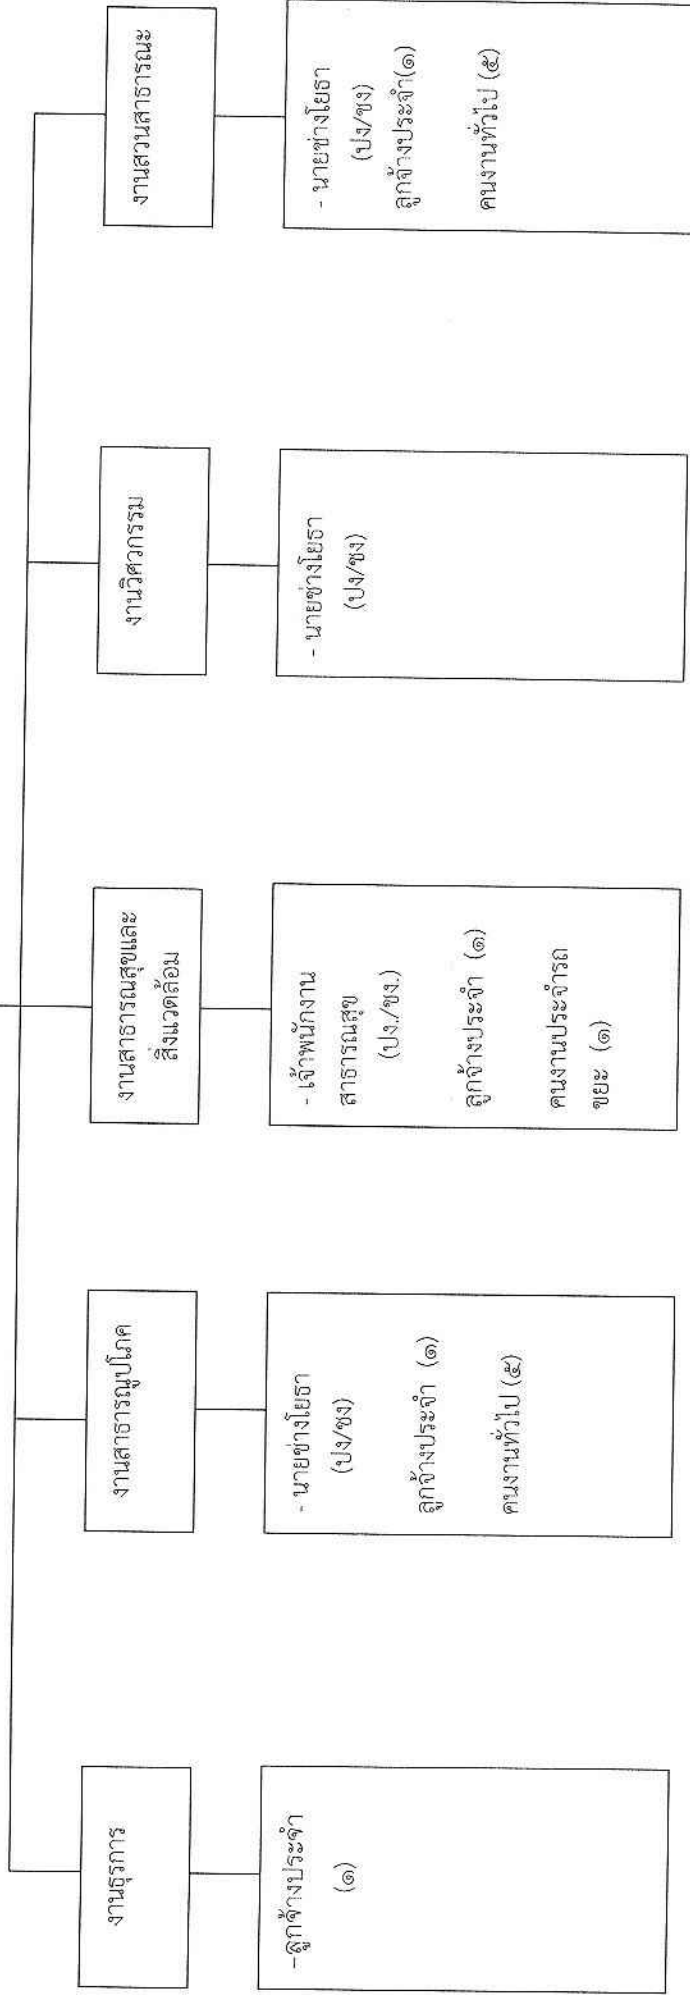 งานธุรการ
-ลูกจ้างประจำ
(๑)
งานสาธารณูปโภค
- นายช่างโยธา
(ปง/ชง)
ลูกจ้างประจำ (๑)
คนงานทั่วไป (๕)
งานสาธารณสุขและ
สิ่งแวดล้อม
- เจ้าพนักงาน
สาธารณสุข
(ปง./ชง.)
ลูกจ้างประจำ (๑)
คนงานประจำรถ
ขยะ (๑)
งานวิศวกรรม
- นายช่างโยธา
(ปง/ชง)
งานสวนสาธารณะ
- นายช่างโยธา
(ปง/ชง)
ลูกจ้างประจำ(๑)
คนงานทั่วไป (๕)